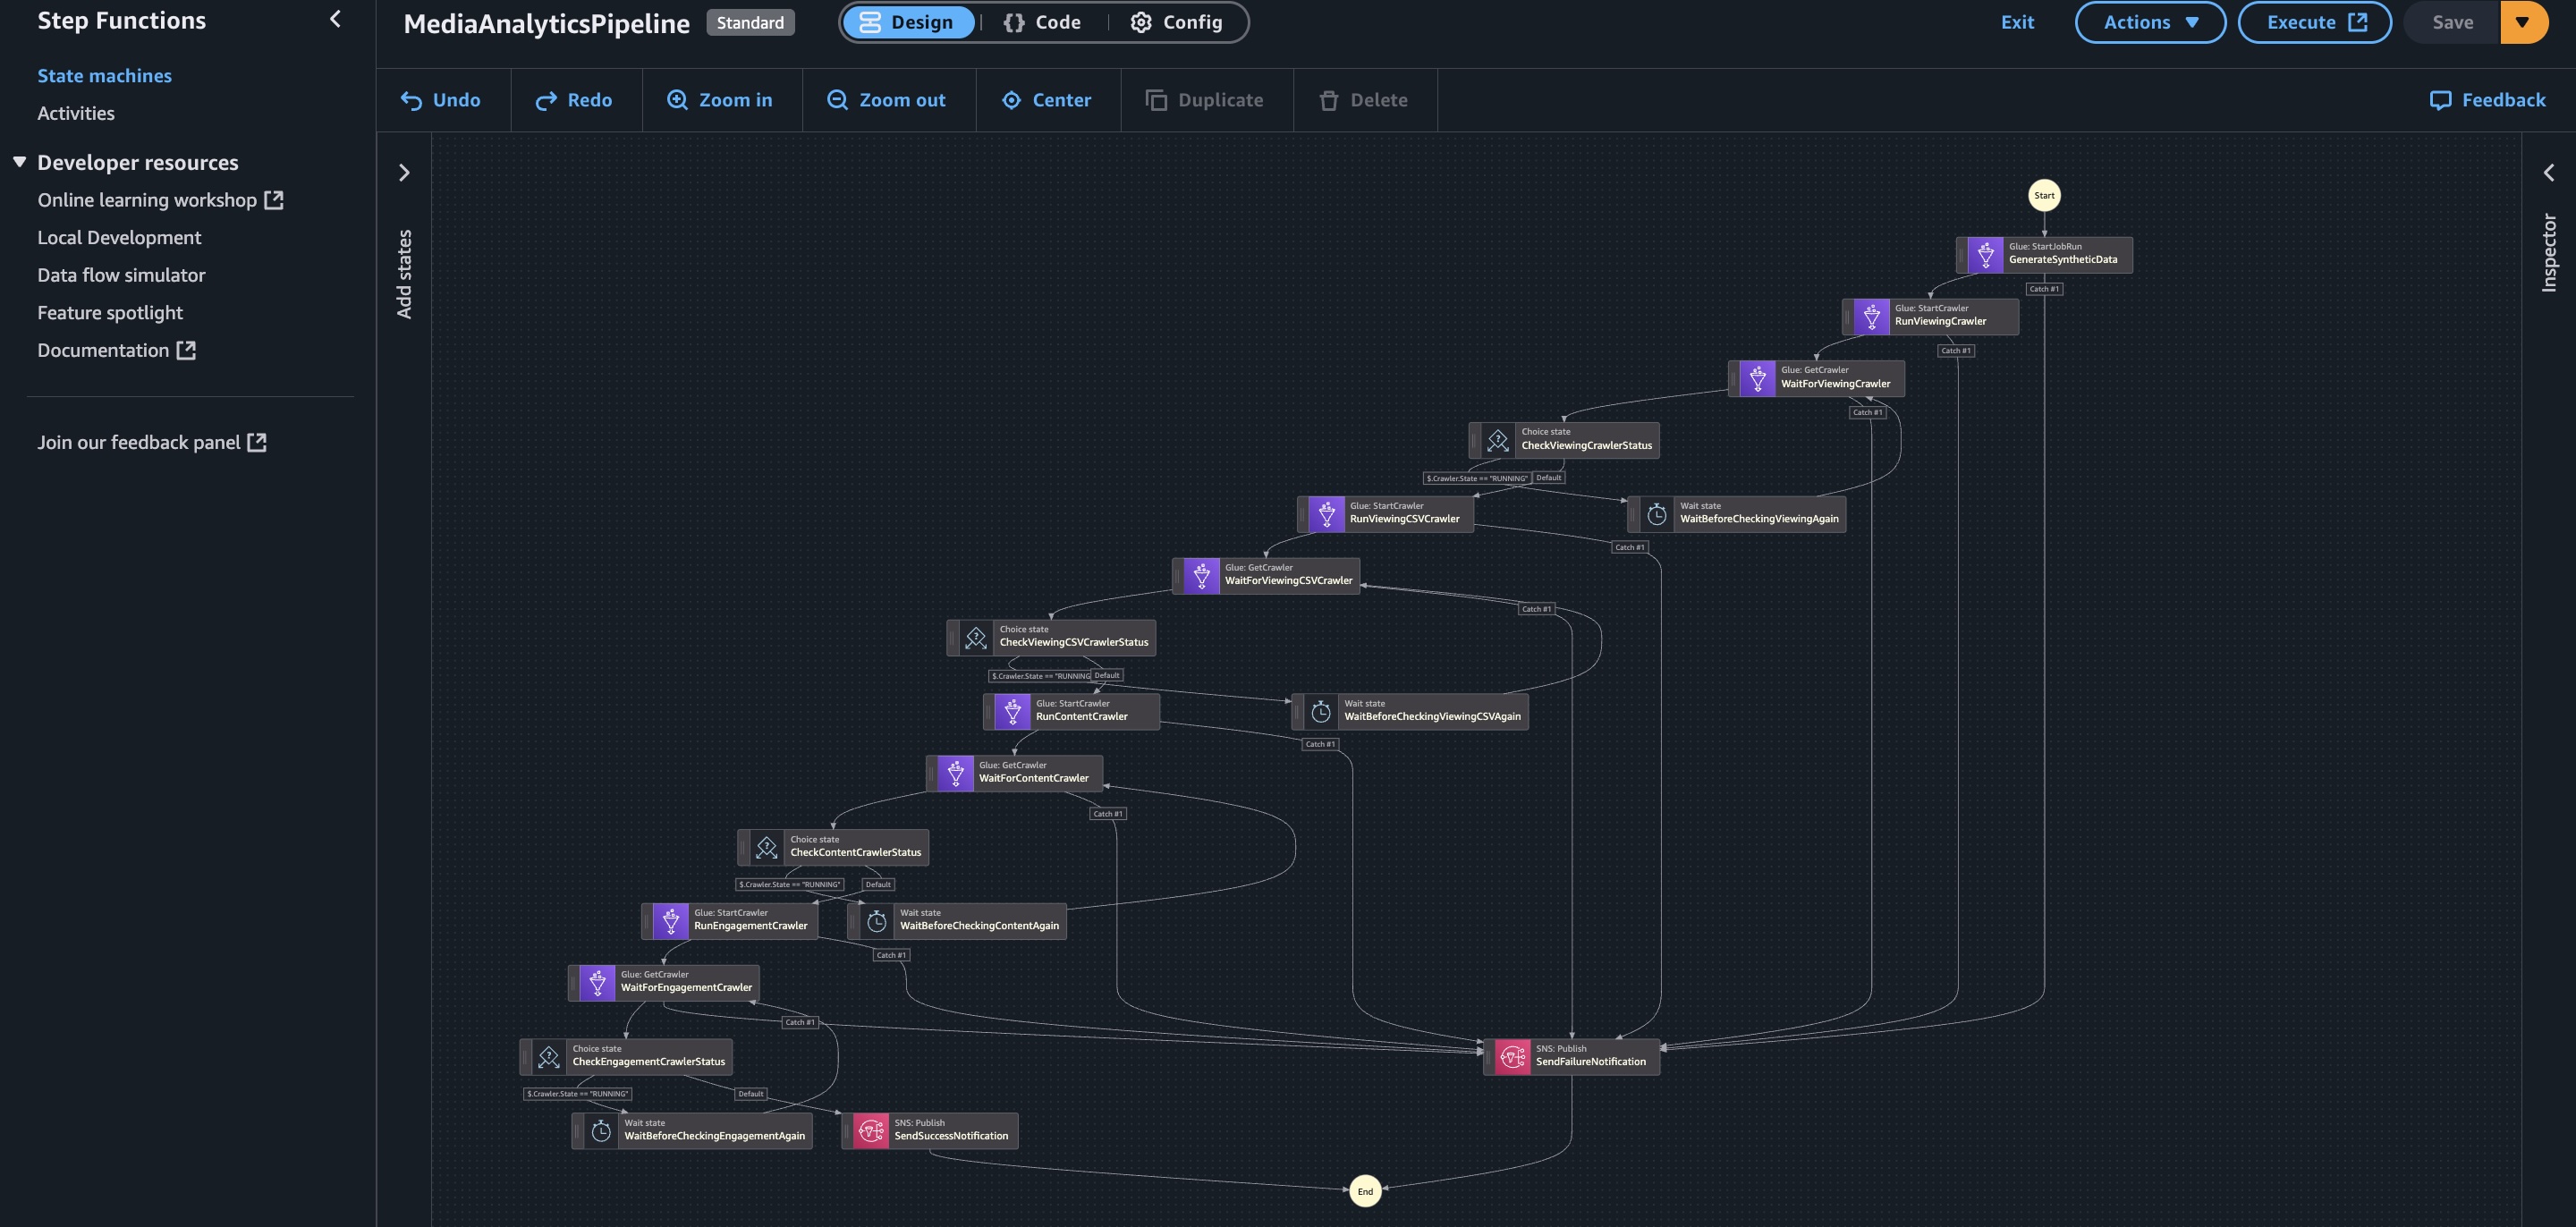 Step Functions
State machines
Activities
Developer resources
Online learning workshop
Local Development
Data flow simulator
Feature spotlight
Documentation
Join our feedback panel
MediaAnalyticsPipeline
Standard
Design
{} Code
Config
Exit
Actions
Execute
Save
Undo
Redo
Zoom in
Zoom out
Center
Duplicate
Delete
Feedback
Add states
Inspector
Start
Glue: StartJobRun
GenerateSyntheticData
Catch #1
Glue: StartCrawler
RunViewingCrawler
Catch #1
Glue: GetCrawler
WaitForViewingCrawler
Catch #1
Choice state
CheckViewingCrawlerStatus
$.Crawler.State == "RUNNING"
Default
Glue: StartCrawler
RunViewingCSVCrawler
Wait state
WaitBeforeCheckingViewingAgain
Catch #1
Glue: GetCrawler
WaitForViewingCSVCrawler
Catch #1
Choice state
CheckViewingCSVCrawlerStatus
$.Crawler.State == "RUNNING
Default
Glue: StartCrawler
RunContentCrawler
Wait state
WaitBeforeCheckingViewingCSVAgain
Catch #1
Glue: GetCrawler
WaitForContentCrawler
Catch #1
Choice state
CheckContentCrawlerStatus
$.Crawler.State == "RUNNING"
Default
Glue: StartCrawler
RunEngagementCrawler
Wait state
WaitBeforeCheckingContentAgain
Catch #1
Glue: GetCrawler
WaitForEngagementCrawler
Catch #1
Choice state
CheckEngagementCrawlerStatus
SNS: Publish
SendFailureNotification
$.Crawler.State == "RUNNING"
Default
Wait state
WaitBeforeCheckingEngagementAgain
SNS: Publish
SendSuccessNotification
End